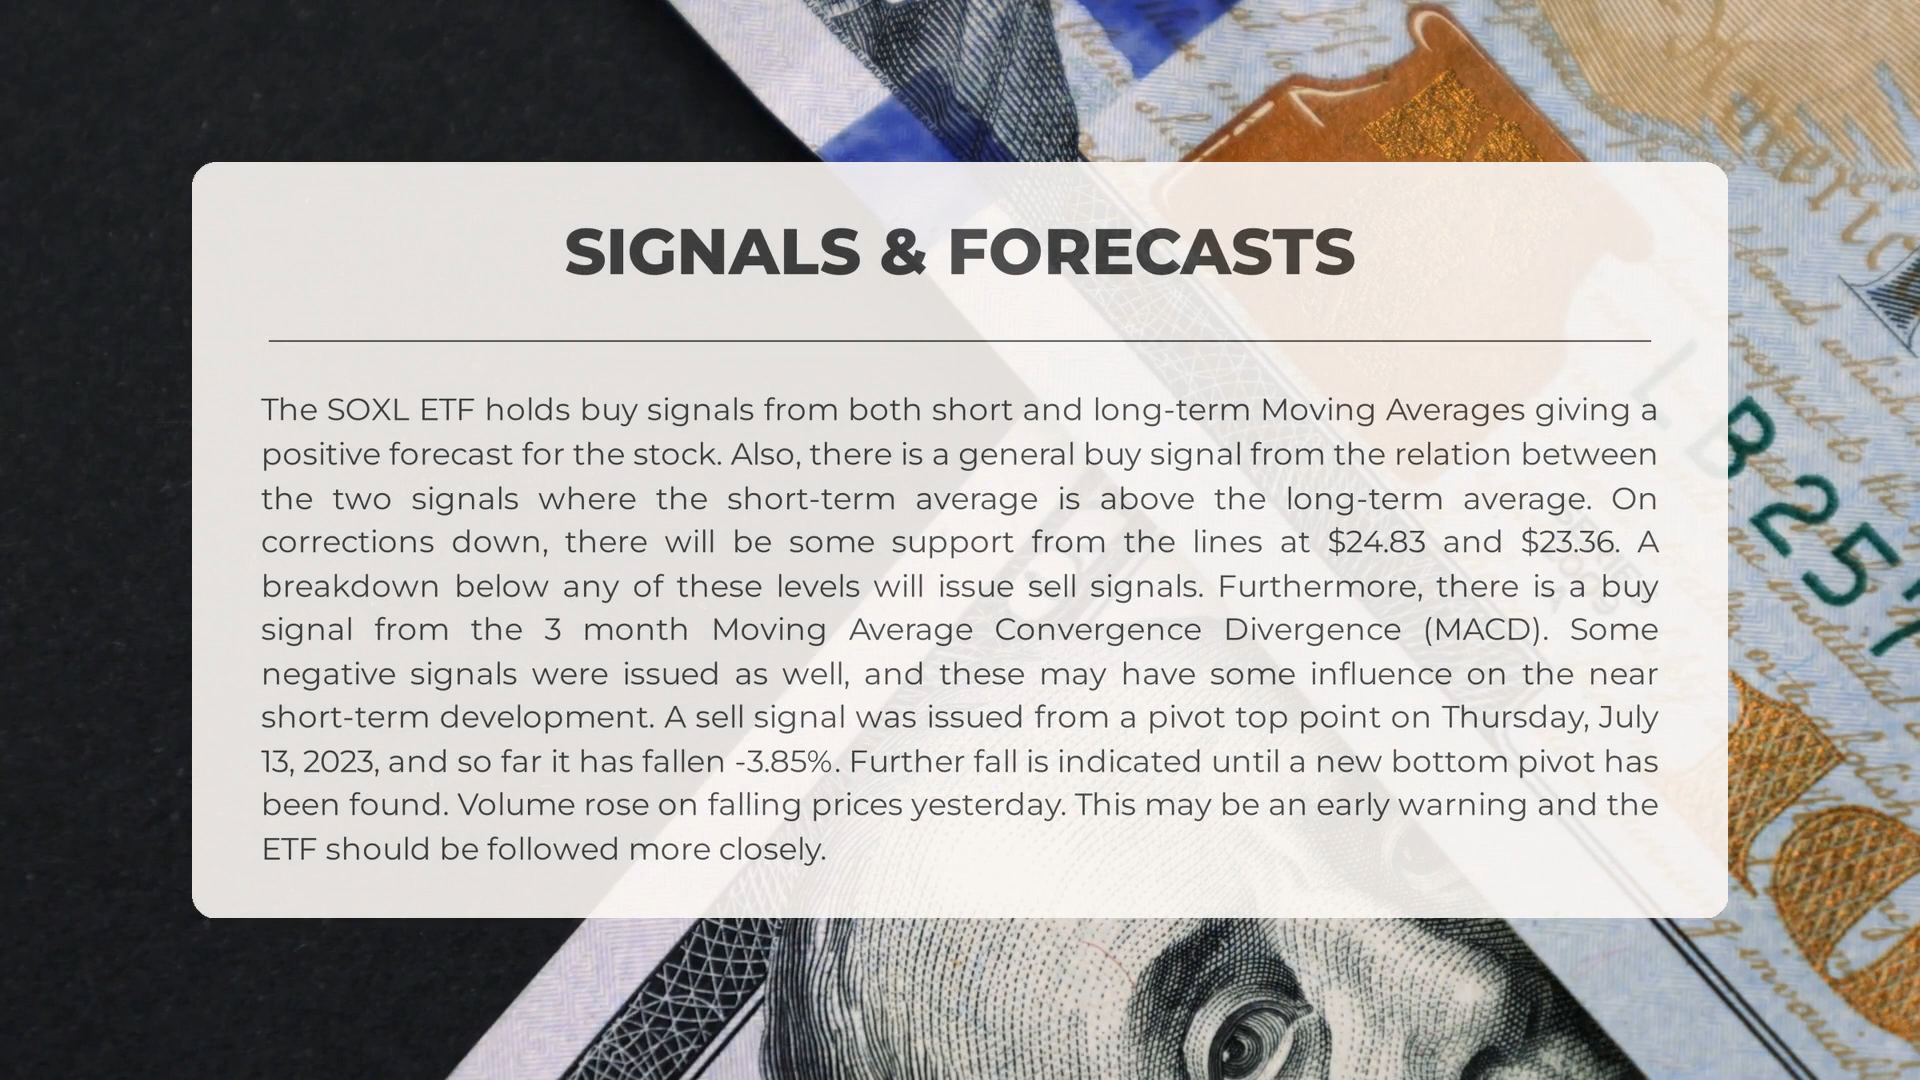 SIGNALS & FORECASTS
The SOXL ETF holds buy signals from both short and long-term Moving Averages giving a
positive forecast for the stock. Also, there is a general buy signal from the relation between
the two signals where the short-term average is above the long-term average. On
corrections down, there will be some support from the lines at $24.83 and $23.36. A
breakdown below any of these levels will issue sell signals. Furthermore, there is a buy
signal from the 3 month Moving Average Convergence Divergence (MACD). Some
negative signals were issued as well, and these may have some influence on the near
short-term development. A sell signal was issued from a pivot top point on Thursday, July
13, 2023, and so far it has fallen -3.85%. Further fall is indicated until a new bottom pivot has
been found. Volume rose on falling prices yesterday. This may be an early warning and the
ETF should be followed more closely.